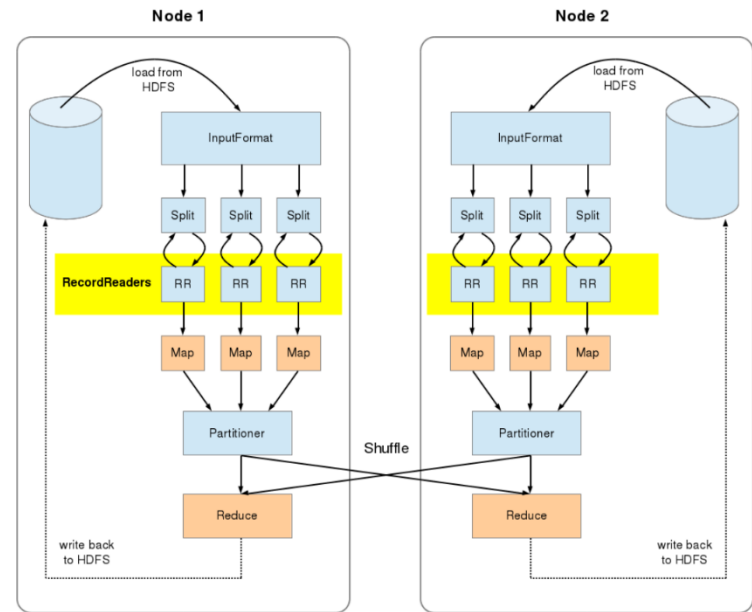 Node 1
Node 2
load from
HDFS
load from
HDFS
InputFormat
InputFormat
Split
Split
Split
Split
Split
Split
RecordReaders
RR
RR
RR
RR
RR
RR
Map
Map
Map
Map
Map
Map
Partitioner
Partitioner
Shuffle
Reduce
Reduce
write back
to HDFS
write back
to HDFS